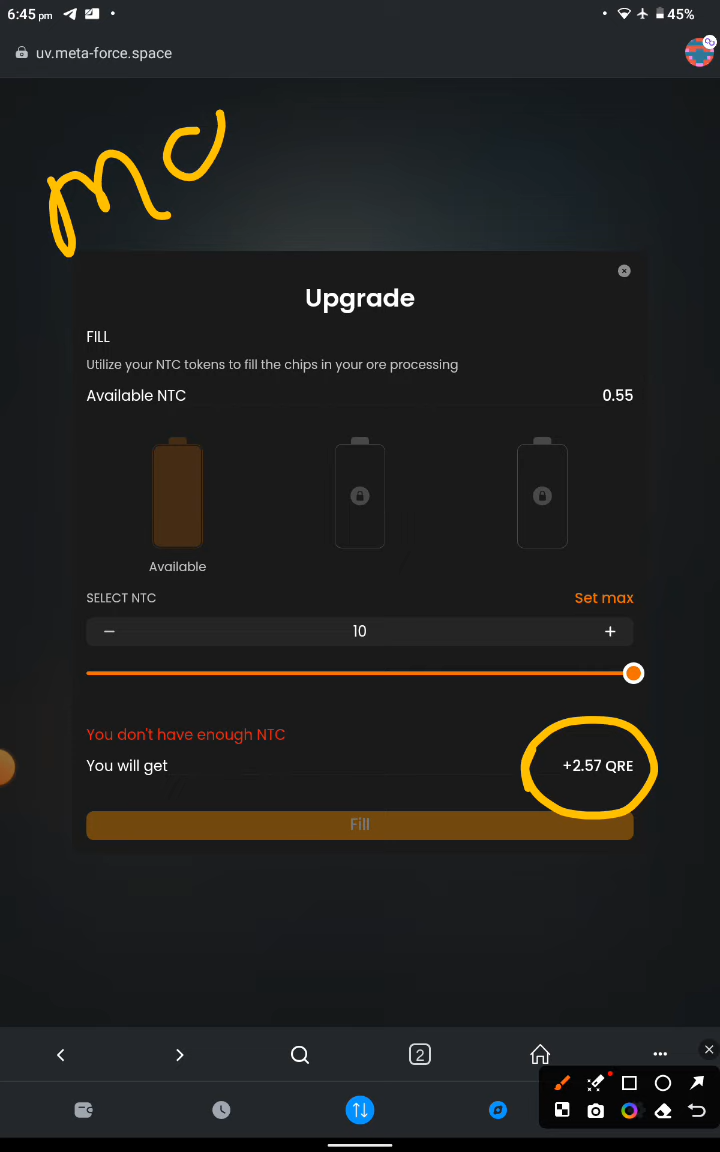 6:45 pm
45%
uv.meta-force.space
mc
Upgrade
FILL
Utilize your NTC tokens to fill the chips in your ore processing
Available NTC 0.55
Available
SELECT NTC Set max
− 10 +
You don't have enough NTC
You will get +2.57 QRE
Fill
2